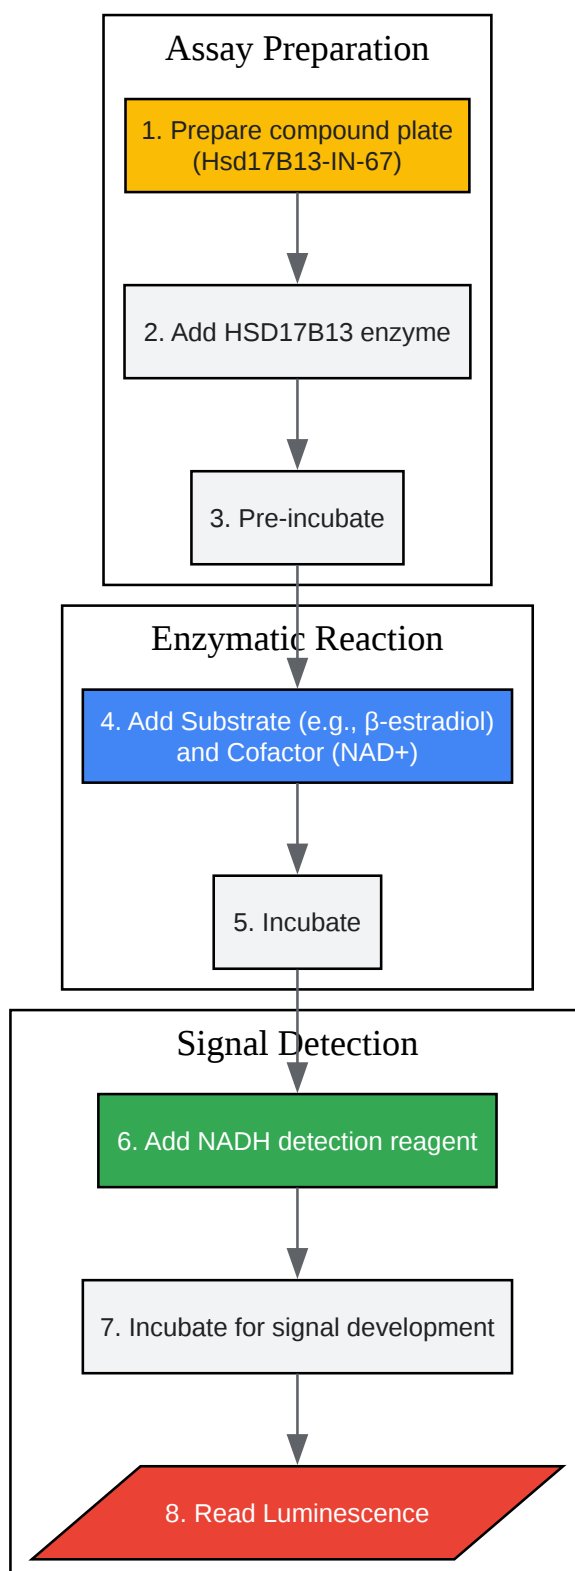 Assay Preparation
1. Prepare compound plate
(Hsd17B13-IN-67)
2. Add HSD17B13 enzyme
3. Pre-incubate
Enzymatic Reaction
4. Add Substrate (e.g., β-estradiol)
and Cofactor (NAD+)
5. Incubate
Signal Detection
6. Add NADH detection reagent
7. Incubate for signal development
8. Read Luminescence